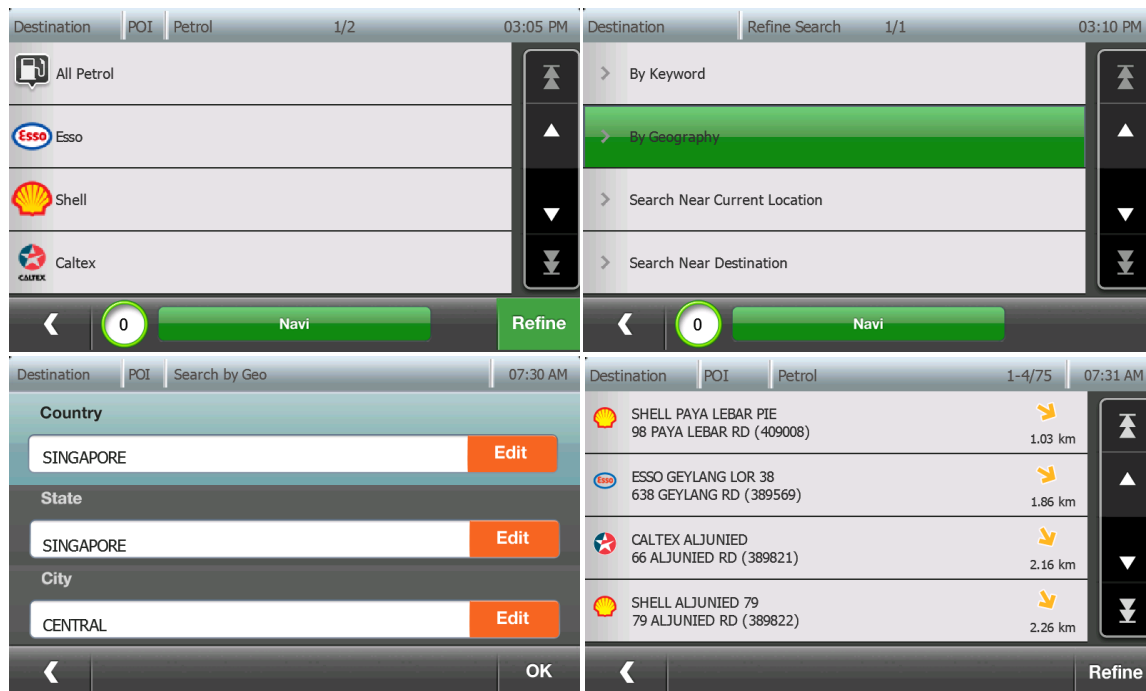 Destination POI Petrol 1/2 03:05 PM
All Petrol
Esso Esso
Shell
CALTEX Caltex
0 Navi Refine
Destination Refine Search 1/1 03:10 PM
By Keyword
By Geography
Search Near Current Location
Search Near Destination
0 Navi
Destination POI Search by Geo 07:30 AM
Country
SINGAPORE Edit
State
SINGAPORE Edit
City
CENTRAL Edit
OK
Destination POI Petrol 1-4/75 07:31 AM
SHELL PAYA LEBAR PIE
98 PAYA LEBAR RD (409008) 1.03 km
Esso ESSO GEYLANG LOR 38
638 GEYLANG RD (389569) 1.86 km
CALTEX ALJUNIED
66 ALJUNIED RD (389821) 2.16 km
SHELL ALJUNIED 79
79 ALJUNIED RD (389822) 2.26 km
Refine